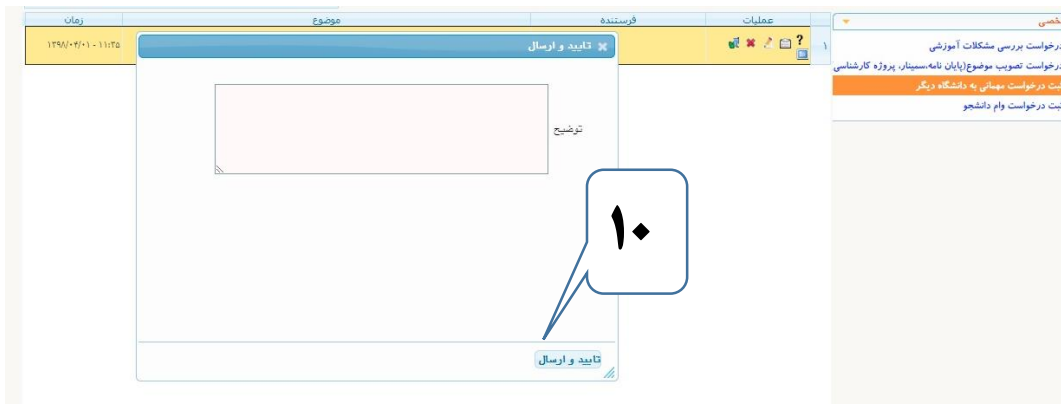 عملیات فرستنده موضوع زمان
۱ ? ۱۳۹۸/۰۴/۰۱ - ۱۱:۳۵
درخواست بررسی مشکلات آموزشی
درخواست تصویب موضوع(پایان نامه،سمینار، پروژه کارشناسی
ثبت درخواست مهمانی به دانشگاه دیگر
ثبت درخواست وام دانشجو
تایید و ارسال
توضیح
۱۰
تایید و ارسال